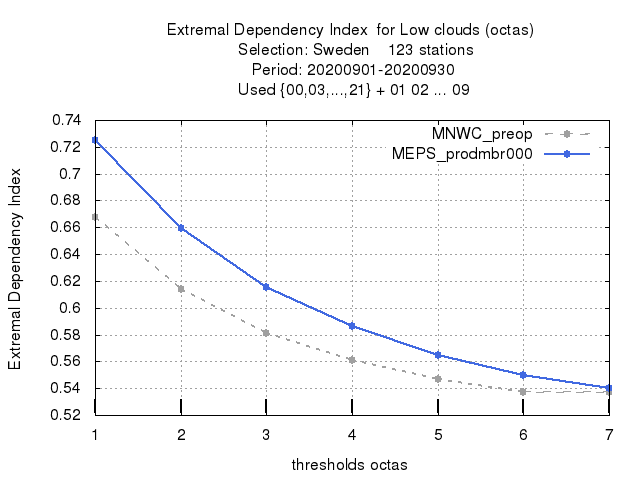 Extremal Dependency Index  for Low clouds (octas)
Selection: Sweden    123 stations
Period: 20200901-20200930
Used {00,03,...,21} + 01 02 ... 09
MNWC_preop
MEPS_prodmbr000
Extremal Dependency Index
0.74
0.72
0.7
0.68
0.66
0.64
0.62
0.6
0.58
0.56
0.54
0.52
1 2 3 4 5 6 7
thresholds octas